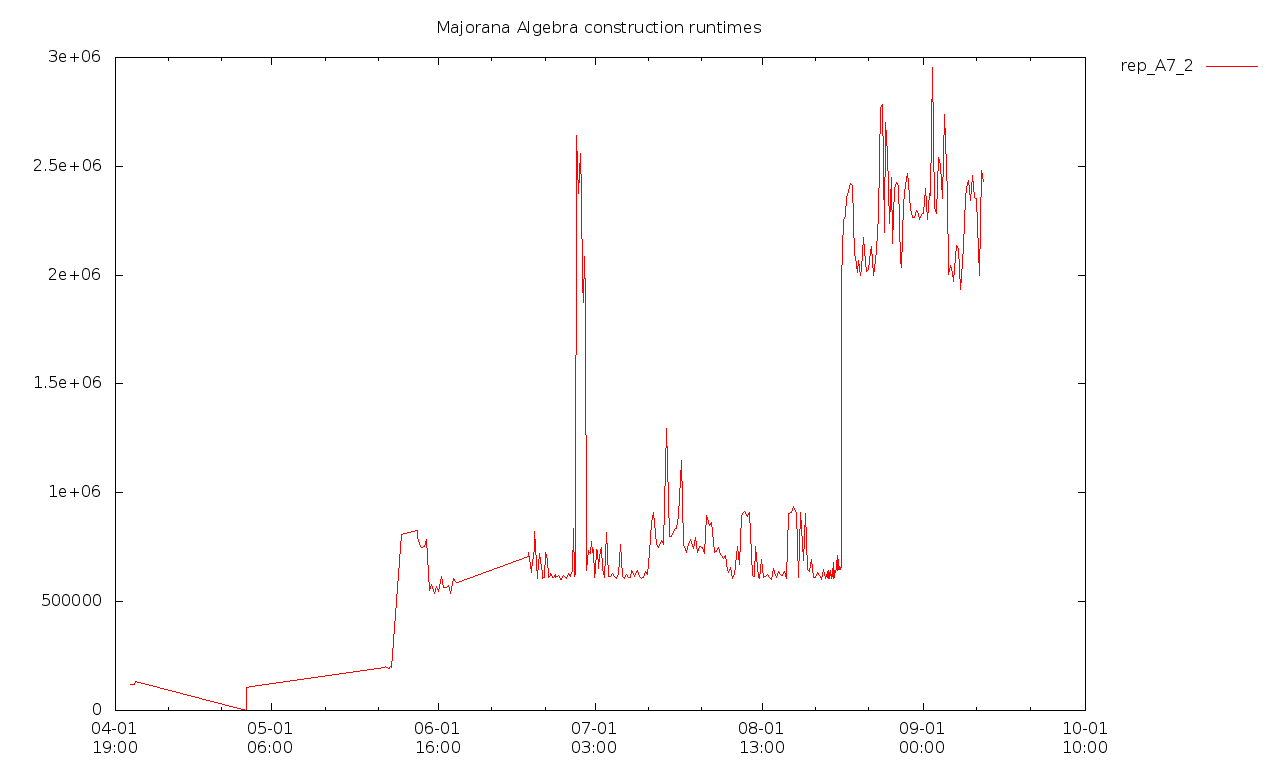 Majorana Algebra construction runtimes
rep_A7_2
3e+06
2.5e+06
2e+06
1.5e+06
1e+06
500000
0
04-01 05-01 06-01 07-01 08-01 09-01 10-01
19:00 06:00 16:00 03:00 13:00 00:00 10:00